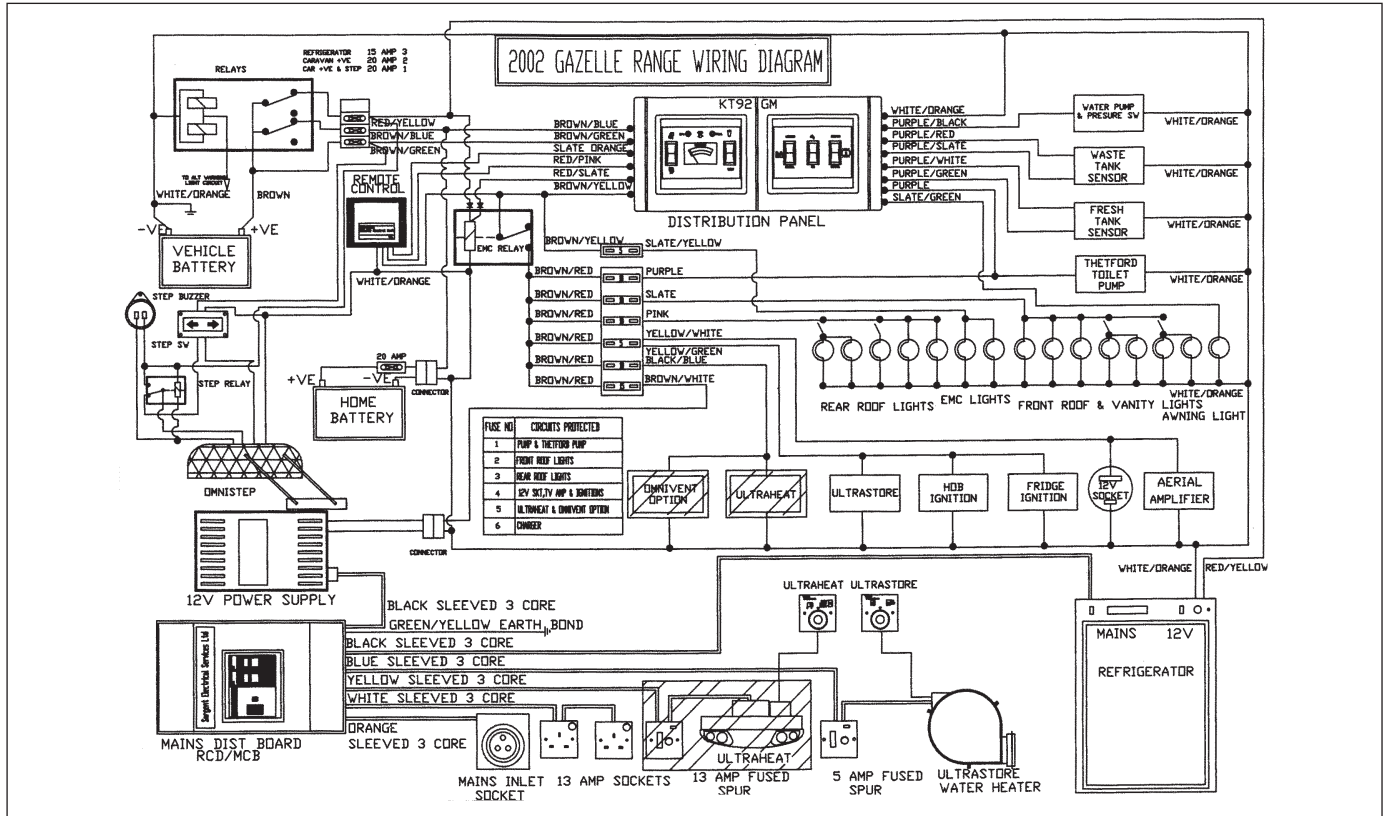 2002 GAZELLE RANGE WIRING DIAGRAM
REFRIGERATOR 15 AMP 3
CARAVAN +VE 20 AMP 2
CAR +VE & STEP 20 AMP 1
RELAYS
RED/YELLOW
BROWN/BLUE
BROWN/GREEN
TO ALT WARNING
LIGHT CIRCUIT
WHITE/ORANGE
BROWN
REMOTE
CONTROL
-VE
+VE
VEHICLE
BATTERY
WHITE/ORANGE
BROWN/BLUE
BROWN/GREEN
SLATE ORANGE
RED/PINK
RED/SLATE
BROWN/YELLOW
KT92 GM
DISTRIBUTION PANEL
WHITE/ORANGE
PURPLE/BLACK
PURPLE/RED
PURPLE/SLATE
PURPLE/WHITE
PURPLE/GREEN
PURPLE
SLATE/GREEN
WATER PUMP
& PRESURE SW
WHITE/ORANGE
WASTE
TANK
SENSOR
WHITE/ORANGE
FRESH
TANK
SENSOR
WHITE/ORANGE
THETFORD
TOILET
PUMP
WHITE/ORANGE
EMC RELAY
BROWN/YELLOW
SLATE/YELLOW
BROWN/RED
PURPLE
BROWN/RED
SLATE
BROWN/RED
PINK
BROWN/RED
YELLOW/WHITE
YELLOW/GREEN
BROWN/RED
BLACK/BLUE
BROWN/RED
BROWN/WHITE
STEP BUZZER
STEP SW
STEP RELAY
20 AMP
+VE
-VE
CONNECTOR
HOME
BATTERY
OMNISTEP
REAR ROOF LIGHTS
EMC LIGHTS
FRONT ROOF & VANITY LIGHTS
WHITE/ORANGE
AWNING LIGHT
FUSE NO CIRCUITS PROTECTED
1 PUMP & THETFORD PUMP
2 FRONT ROOF LIGHTS
3 REAR ROOF LIGHTS
4 12V SKT,TV AMP & IGNITIONS
5 ULTRAHEAT & OMNIVENT OPTION
6 CHARGER
OMNIVENT
OPTION
ULTRAHEAT
ULTRASTORE
HOB
IGNITION
FRIDGE
IGNITION
12V
SOCKET
AERIAL
AMPLIFIER
CONNECTOR
12V POWER SUPPLY
WHITE/ORANGE
RED/YELLOW
BLACK SLEEVED 3 CORE
GREEN/YELLOW EARTH BOND
BLACK SLEEVED 3 CORE
BLUE SLEEVED 3 CORE
YELLOW SLEEVED 3 CORE
WHITE SLEEVED 3 CORE
ORANGE
SLEEVED 3 CORE
Sargent Electrical Services Ltd
MAINS DIST BOARD
RCD/MCB
ULTRAHEAT ULTRASTORE
MAINS 12V
REFRIGERATOR
MAINS INLET
SOCKET
13 AMP SOCKETS
ULTRAHEAT
13 AMP FUSED
SPUR
5 AMP FUSED
SPUR
ULTRASTORE
WATER HEATER